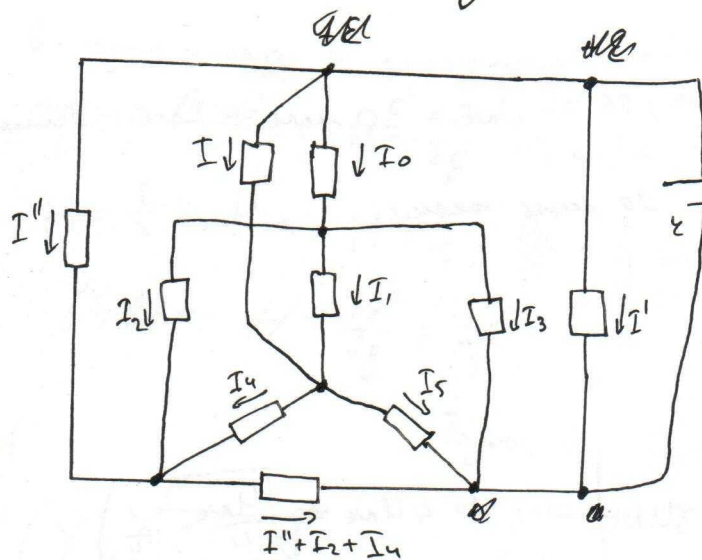 I ↓
↓ I₀
I'' ↓
I₂ ↓
↓ I₁
↓ I₃
↓ I'
ε
I₄
I₅
I''+I₂+I₄